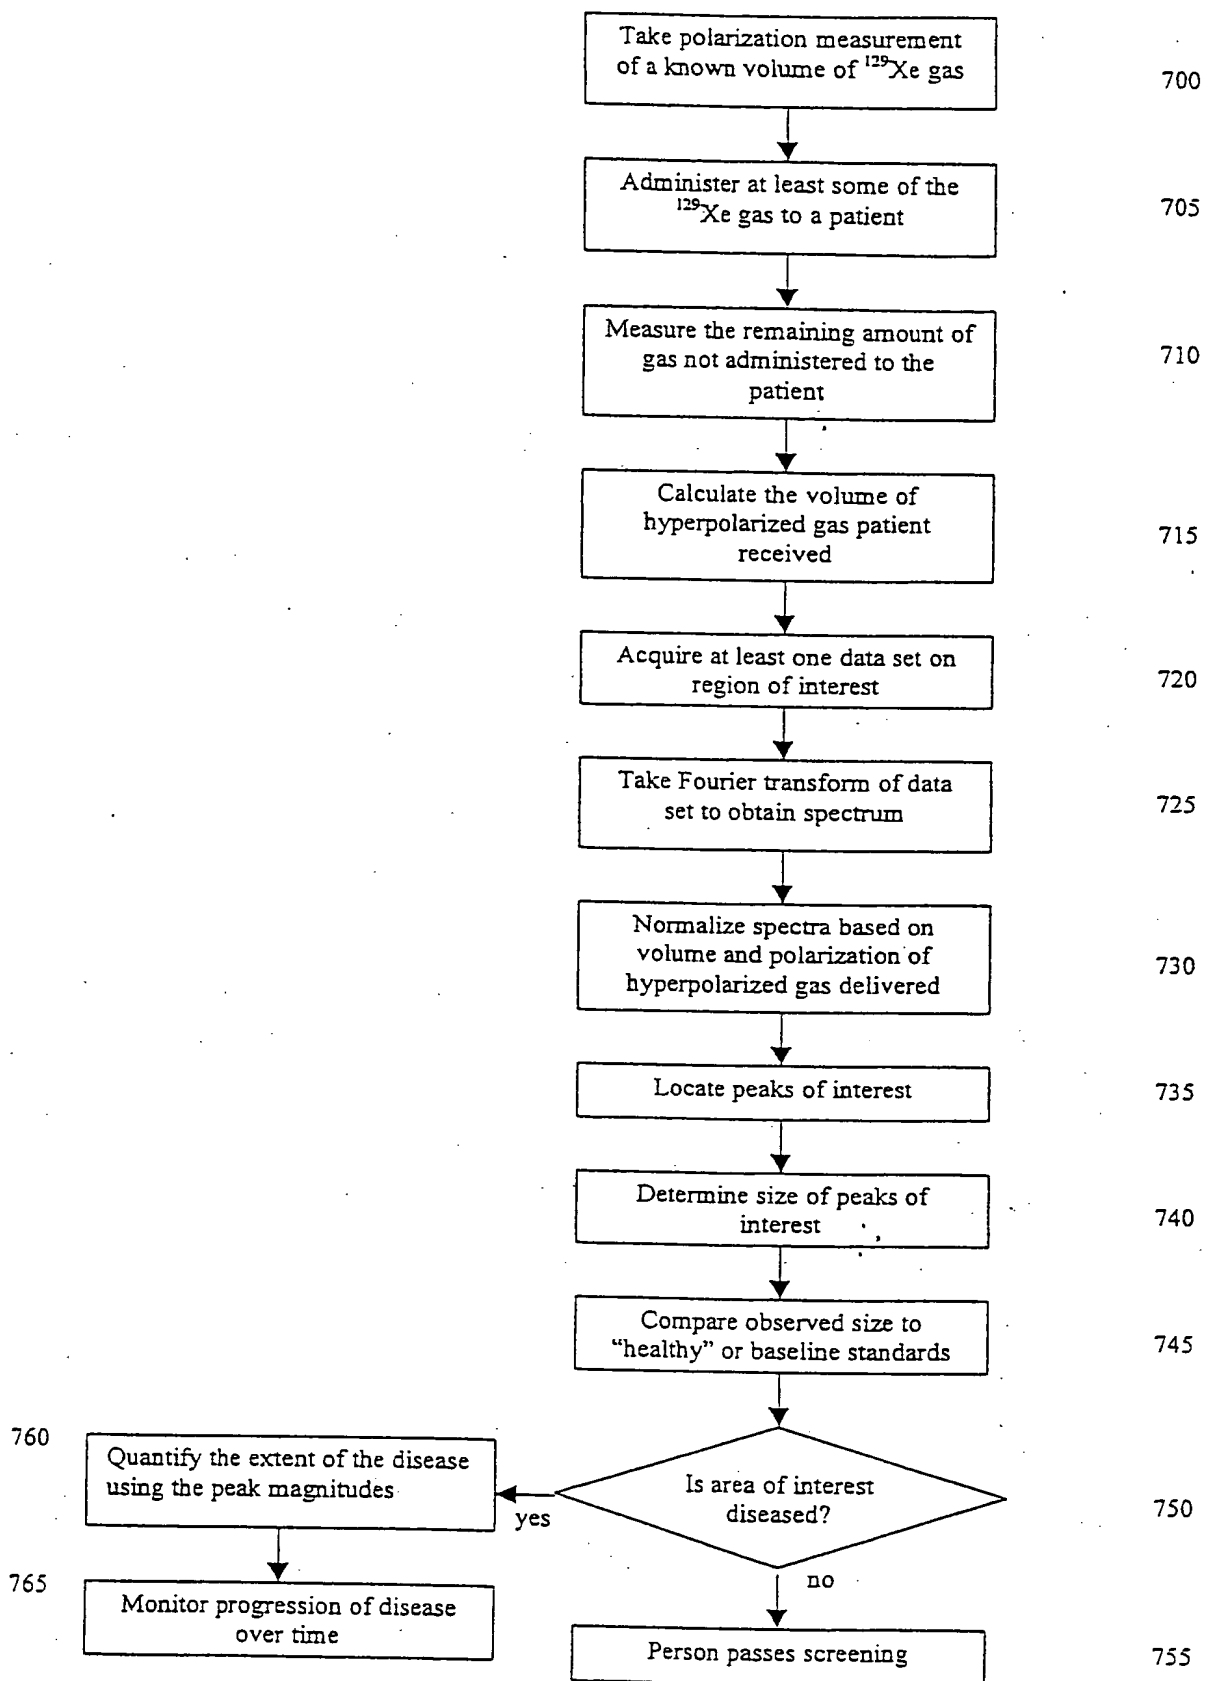 Take polarization measurement
of a known volume of ¹²⁹Xe gas
700
Administer at least some of the
¹²⁹Xe gas to a patient
705
Measure the remaining amount of
gas not administered to the
patient
710
Calculate the volume of
hyperpolarized gas patient
received
715
Acquire at least one data set on
region of interest
720
Take Fourier transform of data
set to obtain spectrum
725
Normalize spectra based on
volume and polarization of
hyperpolarized gas delivered
730
Locate peaks of interest
735
Determine size of peaks of
interest
740
Compare observed size to
“healthy” or baseline standards
745
Is area of interest
diseased?
750
yes
760
Quantify the extent of the disease
using the peak magnitudes
765
Monitor progression of disease
over time
no
Person passes screening
755